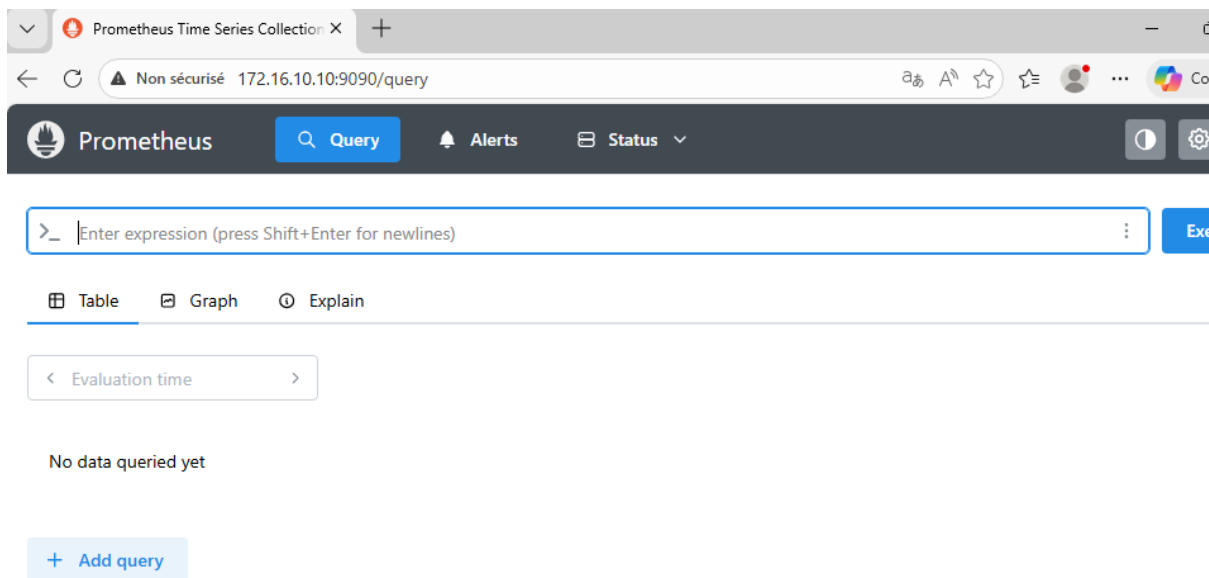 Prometheus Time Series Collection
Non sécurisé 172.16.10.10:9090/query
Prometheus Query Alerts Status
>_ Enter expression (press Shift+Enter for newlines)
Table Graph Explain
Evaluation time
No data queried yet
+ Add query